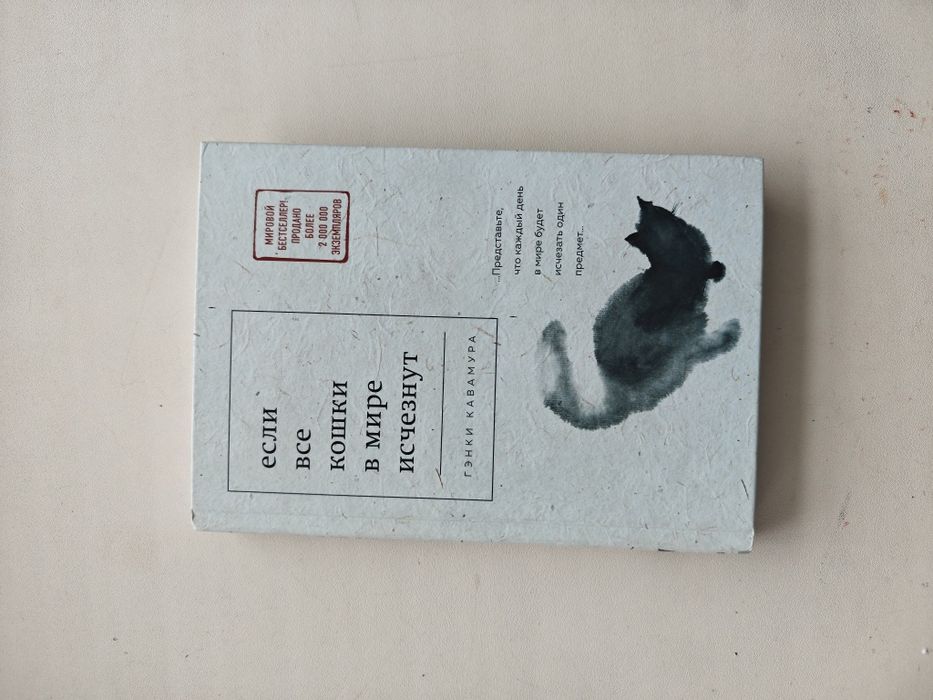 МИРОВОЙ
БЕСТСЕЛЛЕР!
ПРОДАНО
БОЛЕЕ
2 000 000
ЭКЗЕМПЛЯРОВ
если
все
кошки
в мире
исчезнут
ГЭНКИ КАВАМУРА
...Представьте,
что каждый день
в мире будет
исчезать один
предмет...